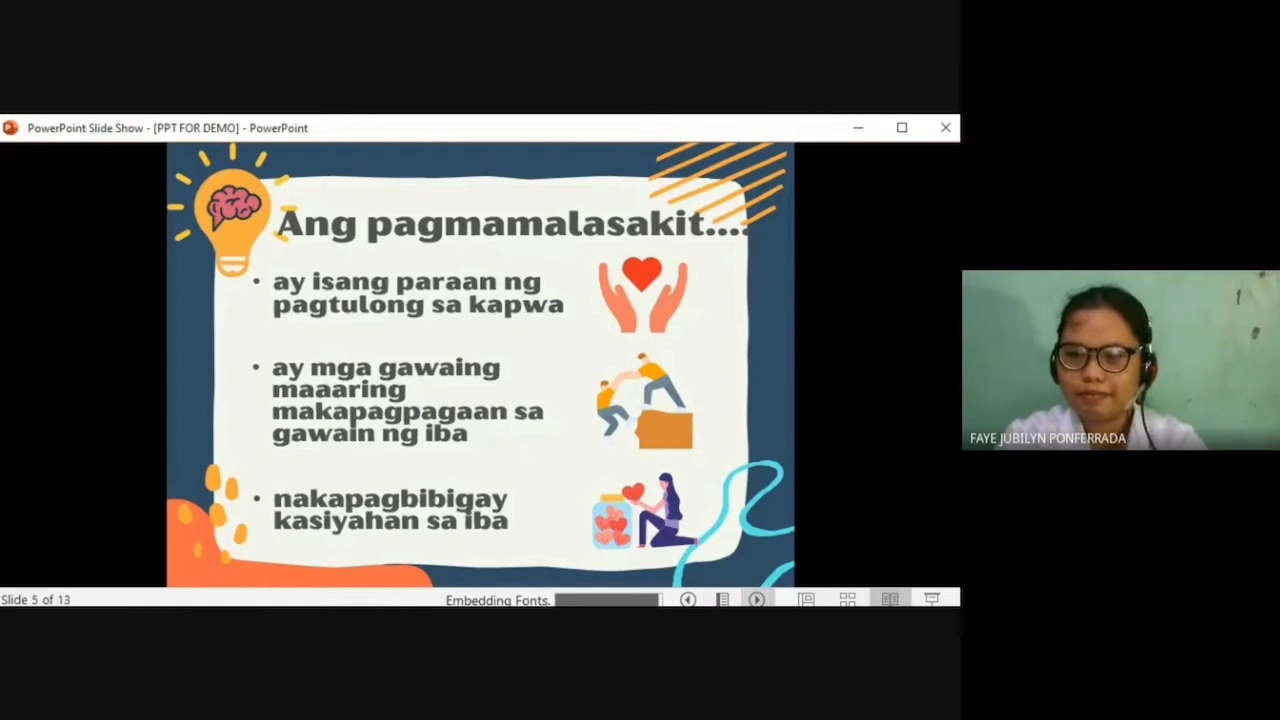 PowerPoint Slide Show - [PPT FOR DEMO] - PowerPoint
Ang pagmamalasakit....
• ay isang paraan ng
pagtulong sa kapwa
• ay mga gawaing
maaaring
makapagpagaan sa
gawain ng iba
• nakapagbibigay
kasiyahan sa iba
FAYE JUBILYN PONFERRADA
Slide 5 of 13
Embedding Fonts.